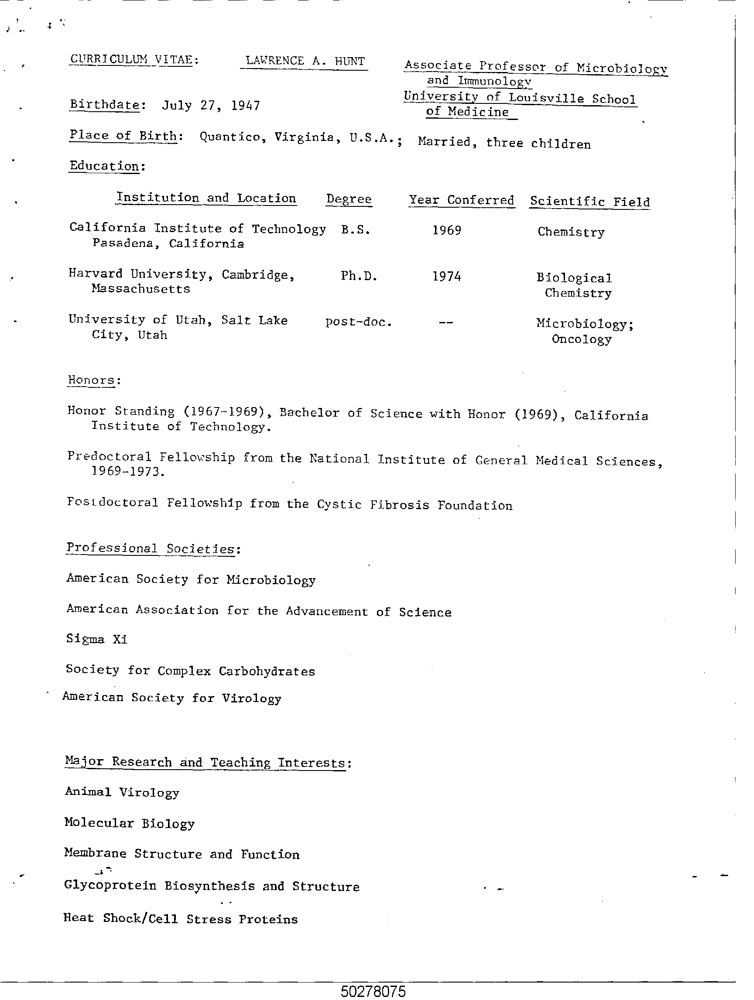 CURRICULUM VITAE: LAWRENCE A. HUNT Associate Professor of Microbiology
and Immunology
University of Louisville School
of Medicine
Birthdate: July 27, 1947
Place of Birth: Quantico, Virginia, U.S.A.; Married, three children
Education:
Institution and Location Degree Year Conferred Scientific Field
California Institute of Technology B.S. 1969 Chemistry
Pasadena, California
Harvard University, Cambridge, Ph.D. 1974 Biological
Massachusetts Chemistry
University of Utah, Salt Lake post-doc. -- Microbiology;
City, Utah Oncology
Honors:
Honor Standing (1967-1969), Bachelor of Science with Honor (1969), California
Institute of Technology.
Predoctoral Fellowship from the National Institute of General Medical Sciences,
1969-1973.
Postdoctoral Fellowship from the Cystic Fibrosis Foundation
Professional Societies:
American Society for Microbiology
American Association for the Advancement of Science
Sigma Xi
Society for Complex Carbohydrates
American Society for Virology
Major Research and Teaching Interests:
Animal Virology
Molecular Biology
Membrane Structure and Function
Glycoprotein Biosynthesis and Structure
Heat Shock/Cell Stress Proteins
50278075